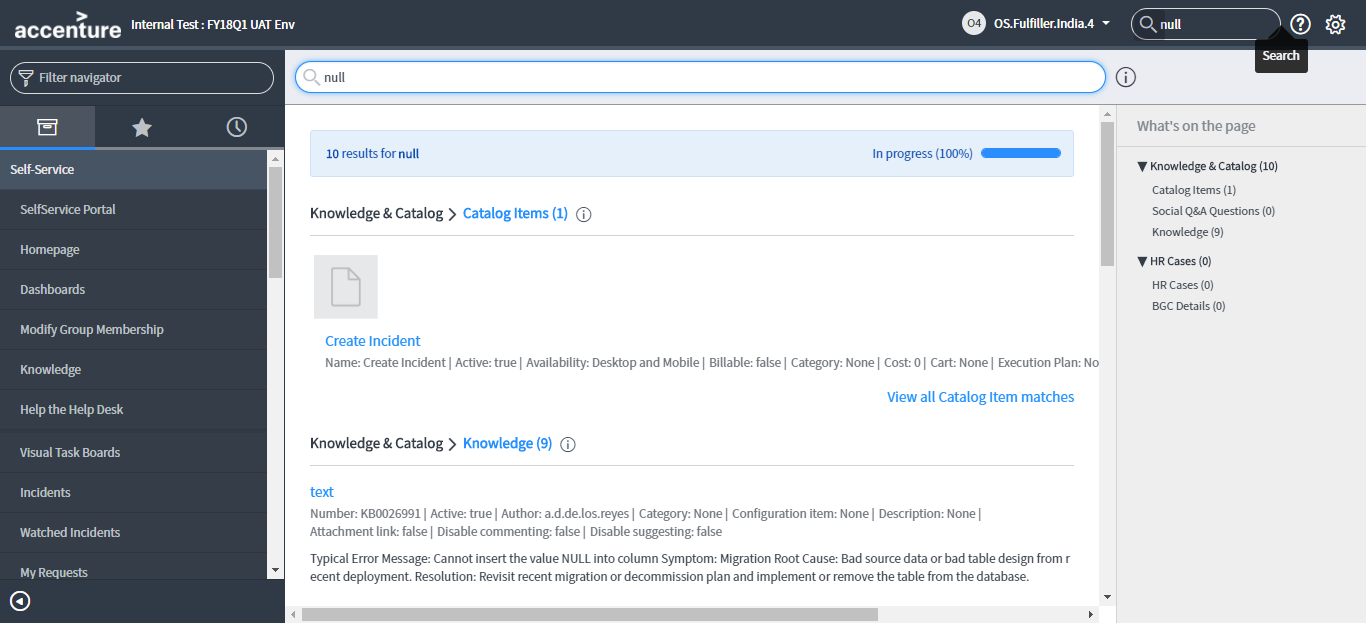 accenture
Internal Test : FY18Q1 UAT Env
O4 OS.Fulfiller.India.4
null
Search
Filter navigator
Self-Service
SelfService Portal
Homepage
Dashboards
Modify Group Membership
Knowledge
Help the Help Desk
Visual Task Boards
Incidents
Watched Incidents
My Requests
null
10 results for null
In progress (100%)
Knowledge & Catalog > Catalog Items (1)
Create Incident
Name: Create Incident | Active: true | Availability: Desktop and Mobile | Billable: false | Category: None | Cost: 0 | Cart: None | Execution Plan: No
View all Catalog Item matches
Knowledge & Catalog > Knowledge (9)
text
Number: KB0026991 | Active: true | Author: a.d.de.los.reyes | Category: None | Configuration item: None | Description: None |
Attachment link: false | Disable commenting: false | Disable suggesting: false
Typical Error Message: Cannot insert the value NULL into column Symptom: Migration Root Cause: Bad source data or bad table design from r
ecent deployment. Resolution: Revisit recent migration or decommission plan and implement or remove the table from the database.
What's on the page
Knowledge & Catalog (10)
Catalog Items (1)
Social Q&A Questions (0)
Knowledge (9)
HR Cases (0)
HR Cases (0)
BGC Details (0)